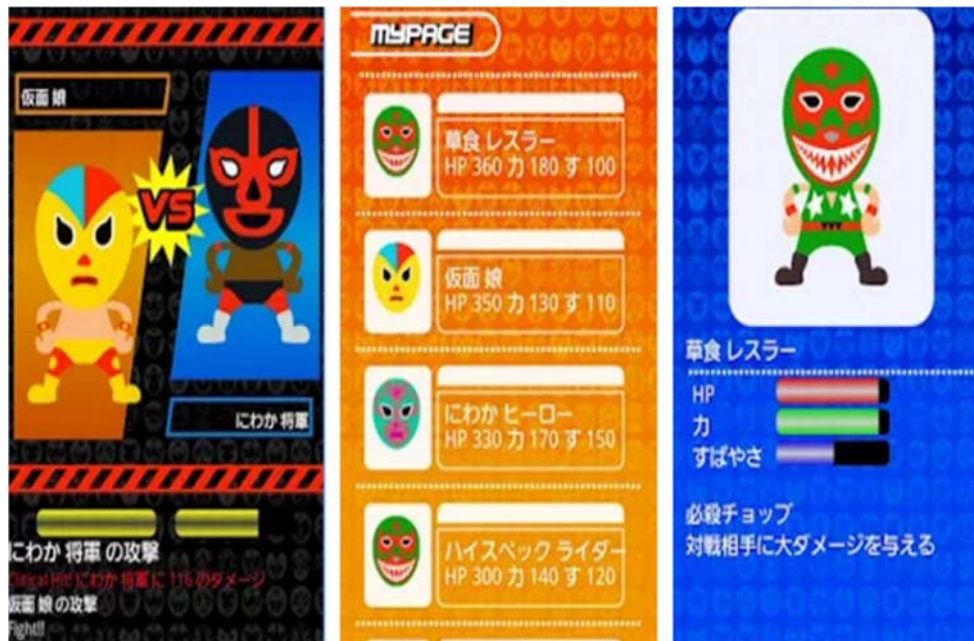 仮面 娘
VS
にわか 将軍
にわか 将軍 の攻撃
Critical Hit! にわか 将軍 に 116 のダメージ
仮面 娘 の攻撃
Fight!!
MYPAGE
草食 レスラー
HP 360 力 180 す 100
仮面 娘
HP 350 力 130 す 110
にわか ヒーロー
HP 330 力 170 す 150
ハイスペック ライダー
HP 300 力 140 す 120
草食 レスラー
HP
力
すばやさ
必殺チョップ
対戦相手に大ダメージを与える